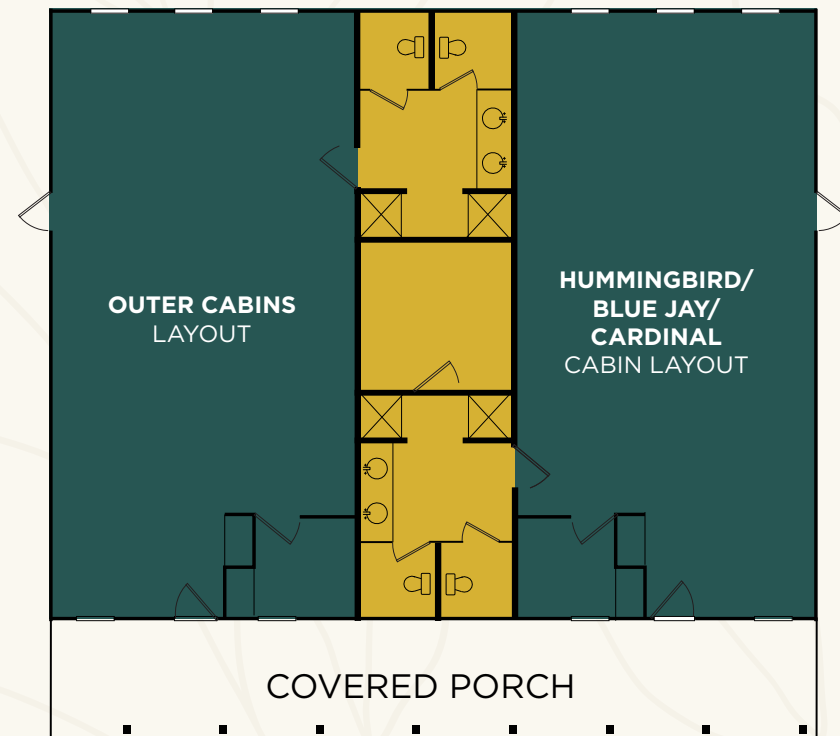 OUTER CABINS
LAYOUT
HUMMINGBIRD/
BLUE JAY/
CARDINAL
CABIN LAYOUT
COVERED PORCH